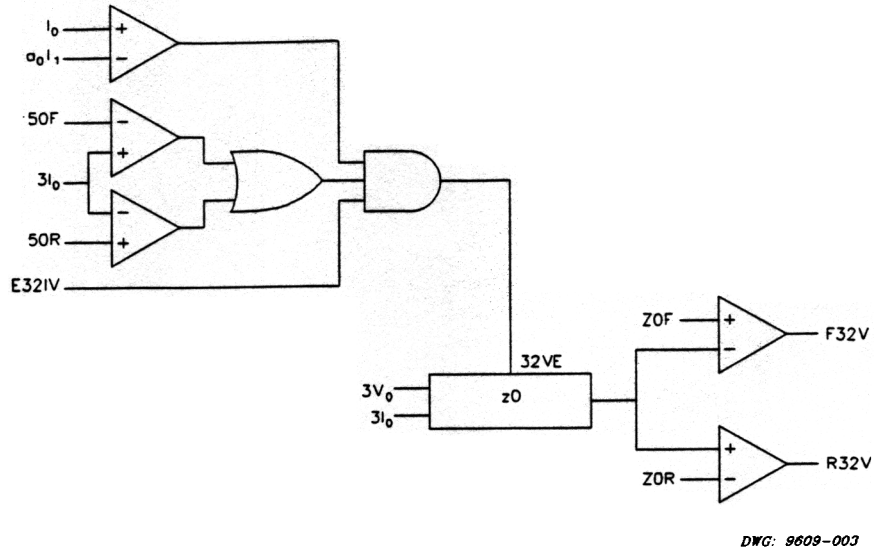 I₀
+
a₀I₁
−
50F
−
+
3I₀
−
50R
+
E32IV
32VE
3V₀
z0
3I₀
Z0F
+
F32V
−
+
R32V
Z0R
−
DWG: 9609-003